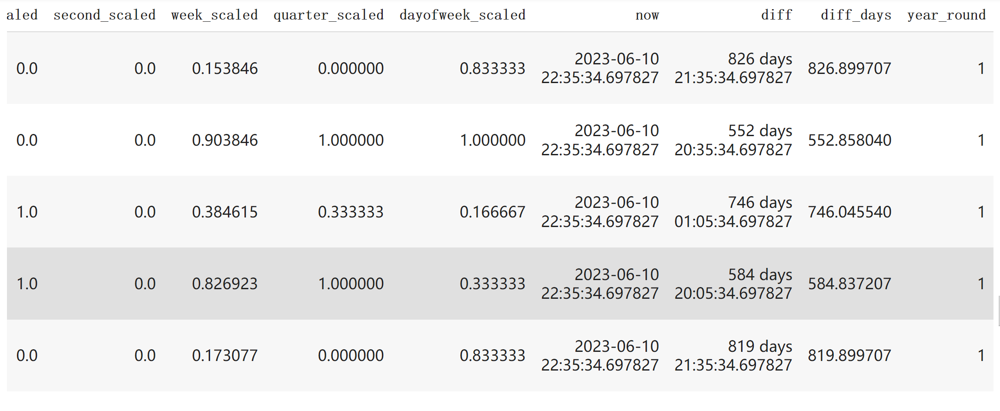 aled second_scaled week_scaled quarter_scaled dayofweek_scaled now diff diff_days year_round
0.0 0.0 0.153846 0.000000 0.833333 2023-06-10 22:35:34.697827 826 days 21:35:34.697827 826.899707 1
0.0 0.0 0.903846 1.000000 1.000000 2023-06-10 22:35:34.697827 552 days 20:35:34.697827 552.858040 1
1.0 0.0 0.384615 0.333333 0.166667 2023-06-10 22:35:34.697827 746 days 01:05:34.697827 746.045540 1
1.0 0.0 0.826923 1.000000 0.333333 2023-06-10 22:35:34.697827 584 days 20:05:34.697827 584.837207 1
0.0 0.0 0.173077 0.000000 0.833333 2023-06-10 22:35:34.697827 819 days 21:35:34.697827 819.899707 1